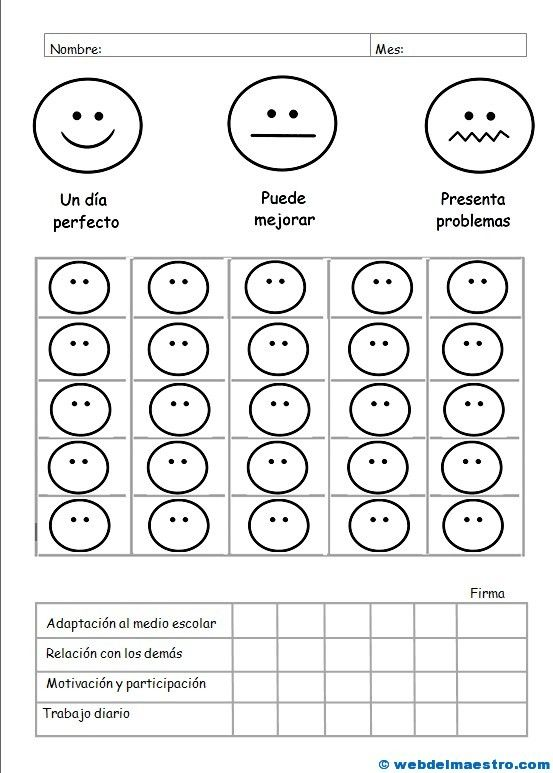 Nombre: Mes:
Un día
perfecto
Puede
mejorar
Presenta
problemas
Firma
Adaptación al medio escolar
Relación con los demás
Motivación y participación
Trabajo diario
© webdelmaestro.com